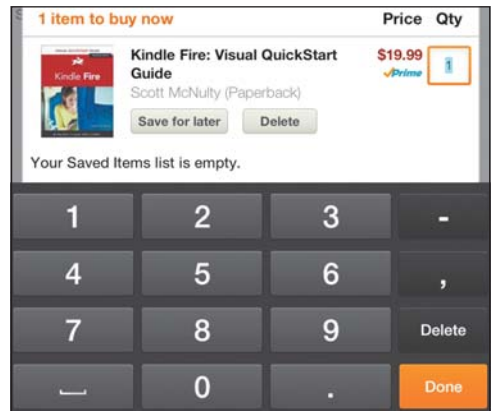 1 item to buy now Price Qty
Kindle Fire: Visual QuickStart $19.99 1
Guide Prime
Scott McNulty (Paperback)
Kindle Fire
Save for later Delete
Your Saved Items list is empty.
1 2 3 -
4 5 6 ,
7 8 9 Delete
0 . Done